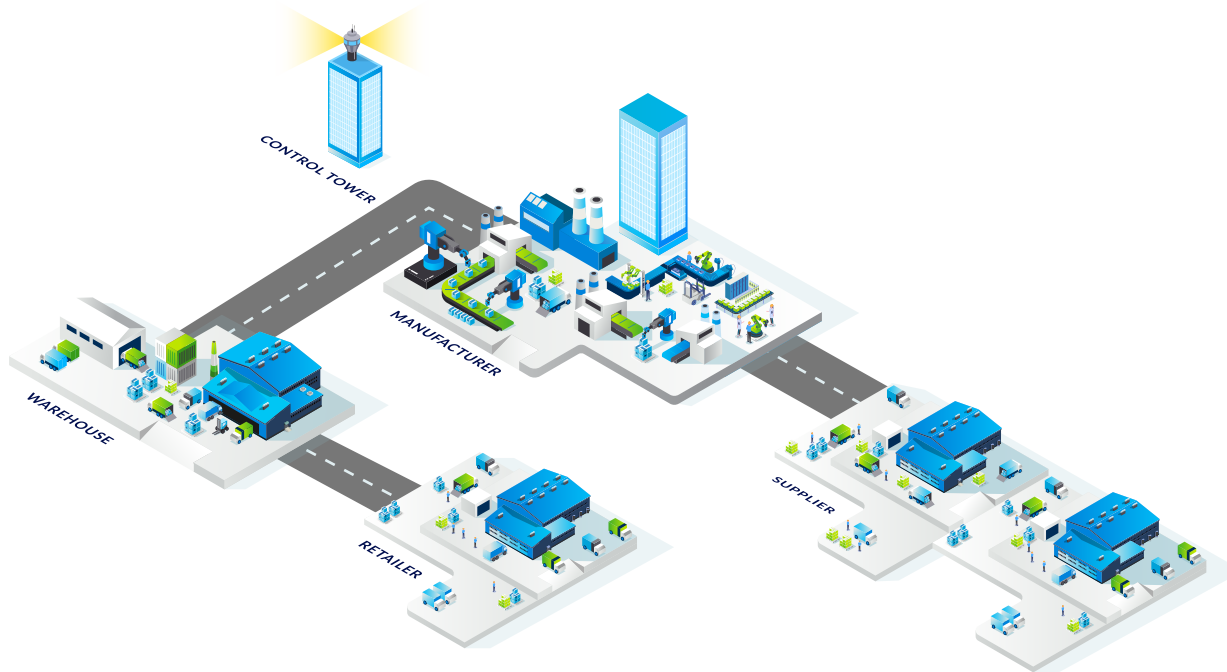 CONTROL TOWER
MANUFACTURER
WAREHOUSE
SUPPLIER
RETAILER